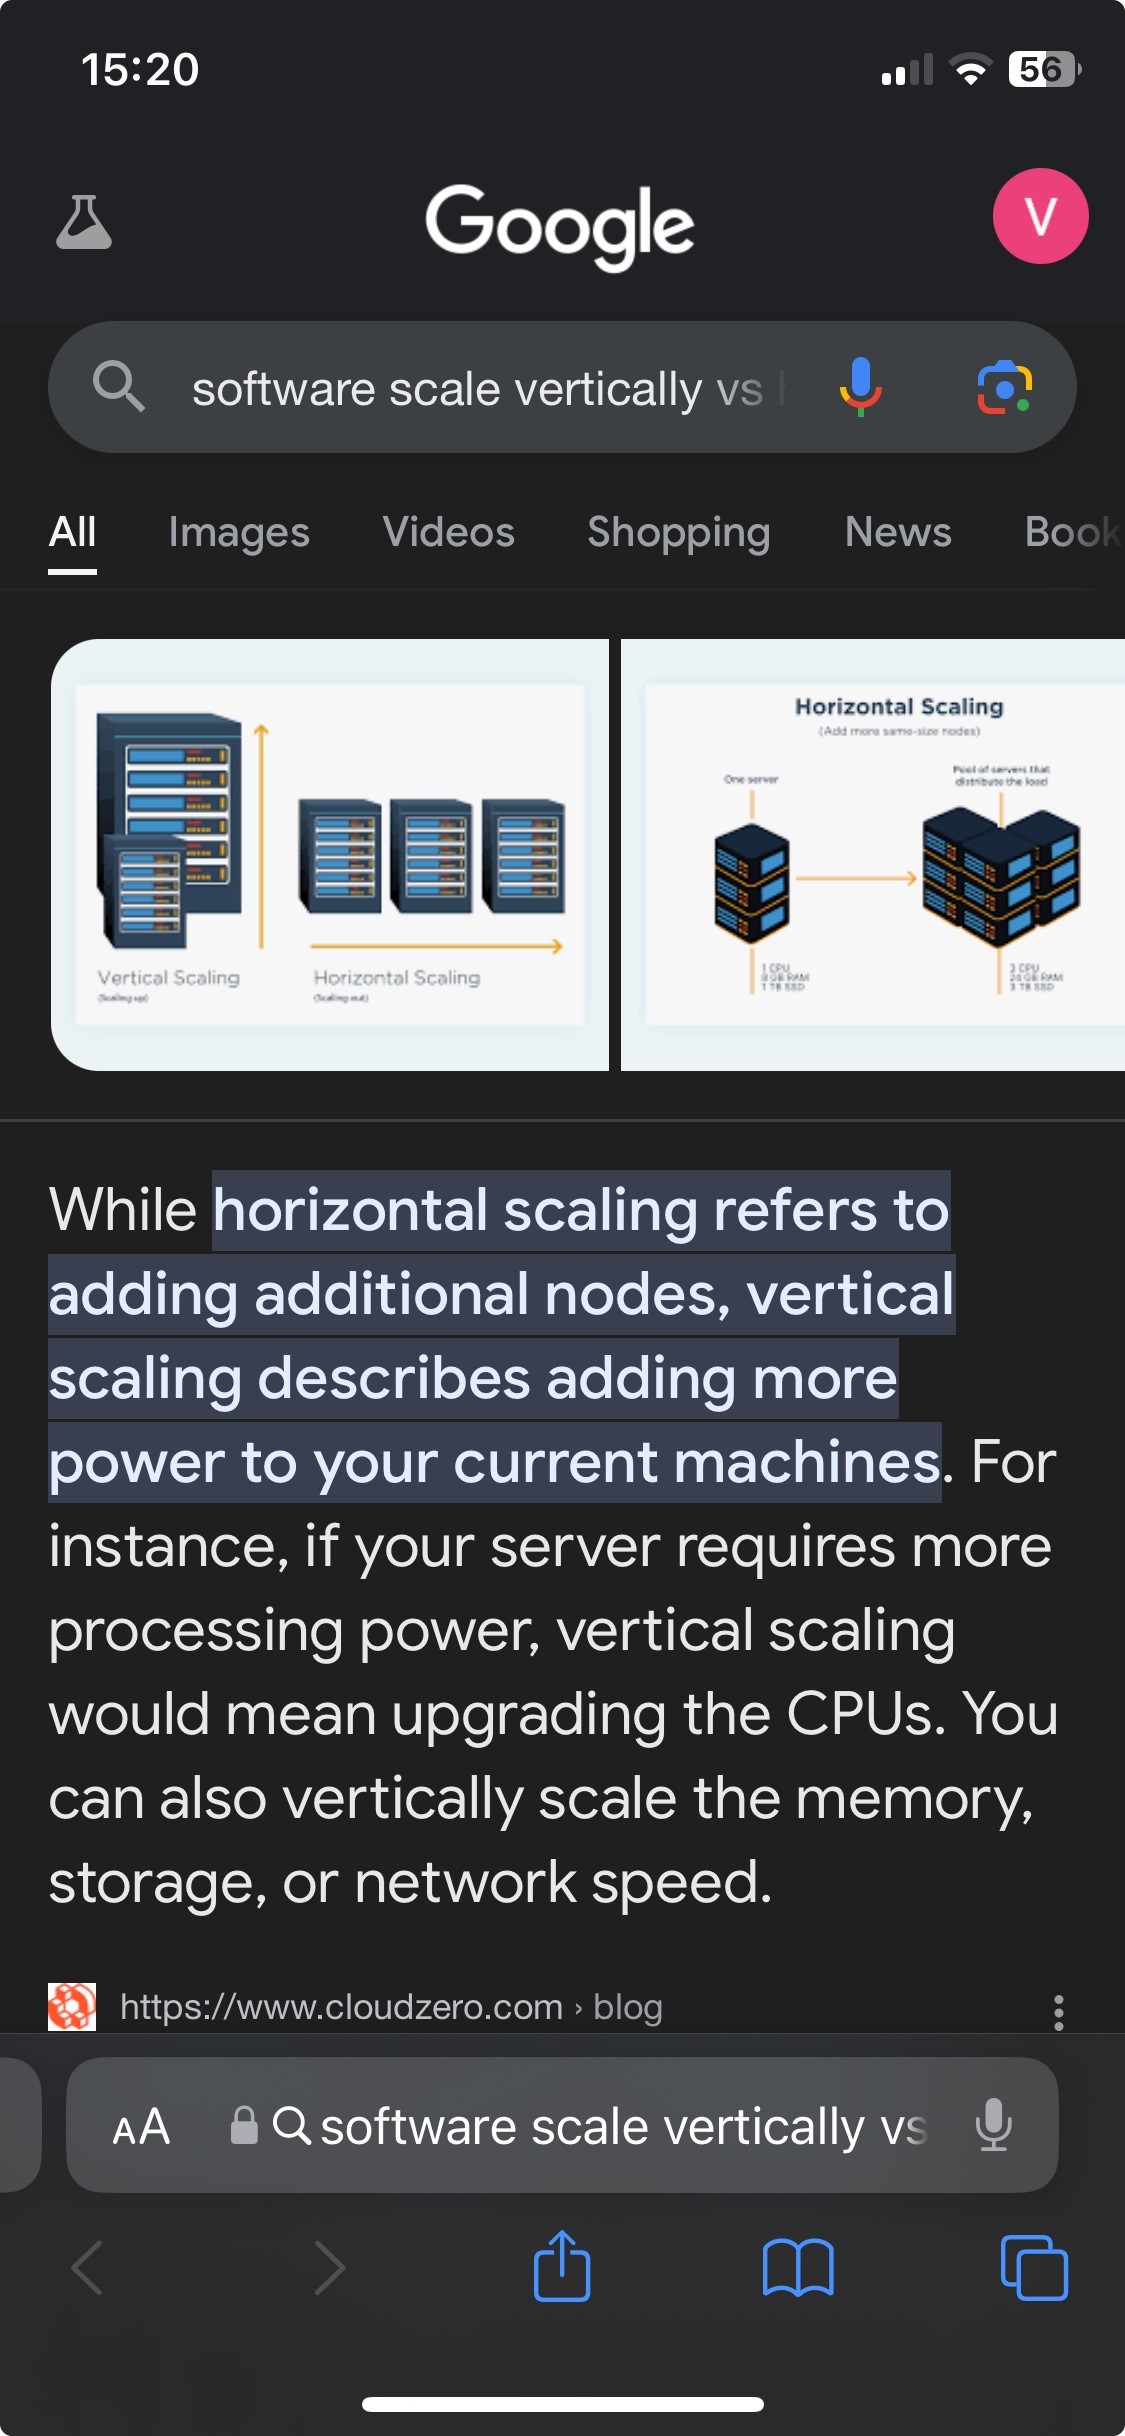 15:20
56
Google
V
software scale vertically vs
All Images Videos Shopping News Book
Vertical Scaling
(Scaling up)
Horizontal Scaling
(Scaling out)
Horizontal Scaling
(Add more same-size nodes)
One server
Pool of servers that
distribute the load
1 CPU
8 GB RAM
1 TB SSD
3 CPU
24 GB RAM
3 TB SSD
While horizontal scaling refers to
adding additional nodes, vertical
scaling describes adding more
power to your current machines. For
instance, if your server requires more
processing power, vertical scaling
would mean upgrading the CPUs. You
can also vertically scale the memory,
storage, or network speed.
https://www.cloudzero.com › blog
AA software scale vertically vs